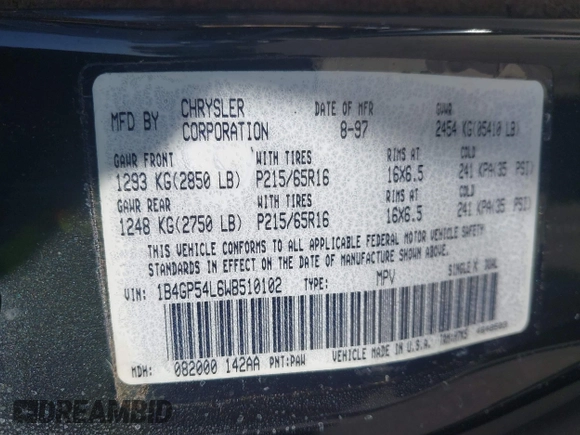 MFD BY CHRYSLER CORPORATION DATE OF MFR 8-97 GVWR 2454 KG(05410 LB)
GAWR FRONT WITH TIRES RIMS AT COLD
1293 KG(2850 LB) P215/65R16 16X6.5 241 KPA(35 PSI)
GAWR REAR WITH TIRES RIMS AT COLD
1248 KG(2750 LB) P215/65R16 16X6.5 241 KPA(35 PSI)
THIS VEHICLE CONFORMS TO ALL APPLICABLE FEDERAL MOTOR VEHICLE SAFETY
STANDARDS IN EFFECT ON THE DATE OF MANUFACTURE SHOWN ABOVE
VIN: 1B4GP54L6WB510102 TYPE: MPV SINGLE X DUAL
MDH: 082000 142AA PNT:PAW VEHICLE MADE IN U.S.A.
DREAMBID